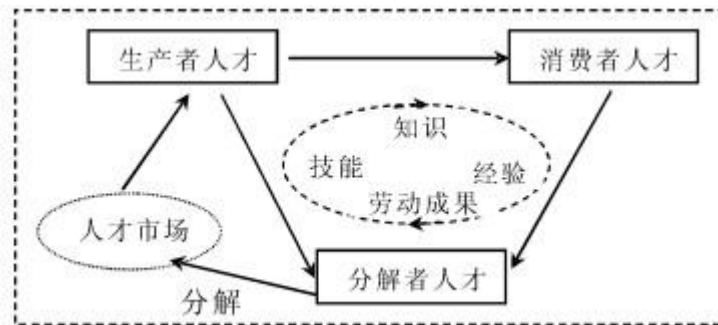 生产者人才
消费者人才
知识
技能
经验
劳动成果
人才市场
分解者人才
分解